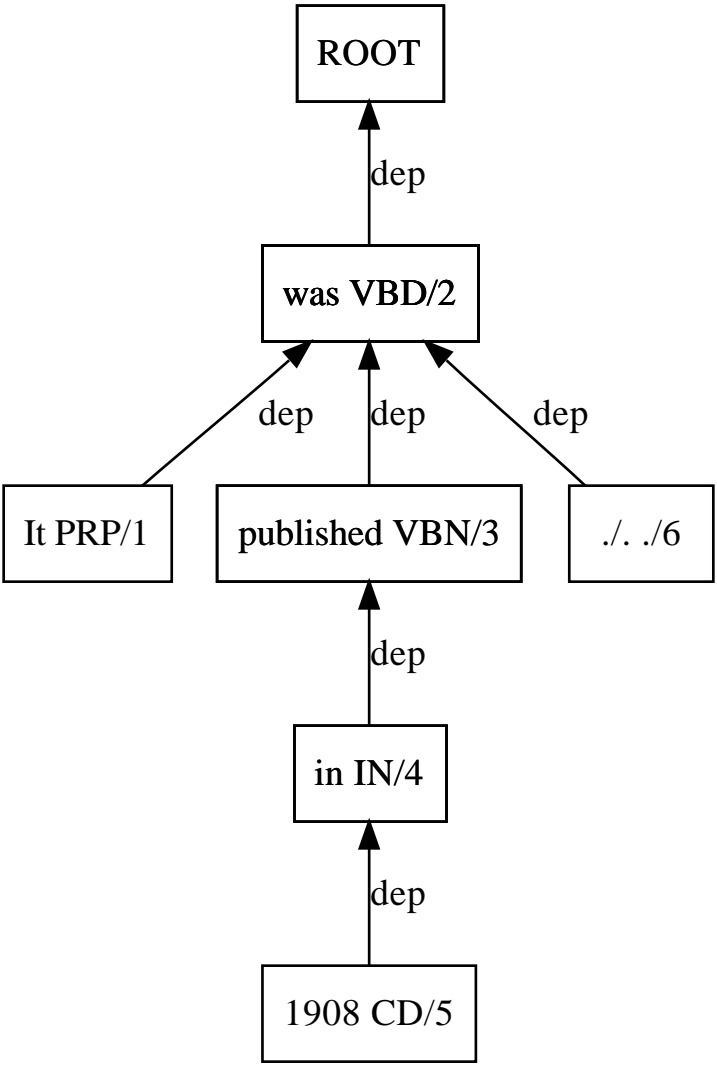 ROOT
dep
was VBD/2
dep dep dep
It PRP/1 published VBN/3 ./. ./6
dep
in IN/4
dep
1908 CD/5